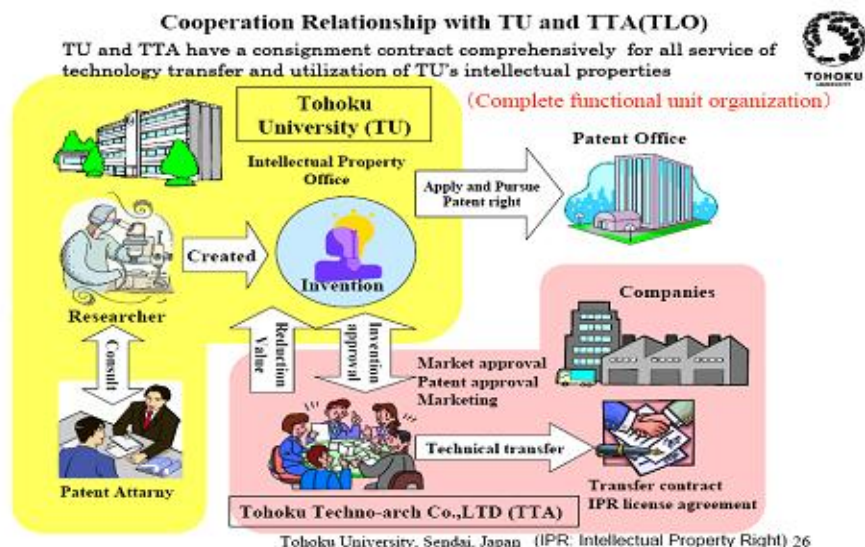 Cooperation Relationship with TU and TTA(TLO)
TU and TTA have a consignment contract comprehensively for all service of
technology transfer and utilization of TU's intellectual properties
TOHOKU
UNIVERSITY
Tohoku
University (TU)
(Complete functional unit organization)
Intellectual Property
Office
Patent Office
Apply and Pursue
Patent right
Created
Invention
Researcher
Companies
Consult
Reduction
Value
Invention
approval
Market approval
Patent approval
Marketing
Technical transfer
Patent Attarny
Transfer contract
IPR license agreement
Tohoku Techno-arch Co.,LTD (TTA)
Tohoku University, Sendai, Japan (IPR: Intellectual Property Right) 26